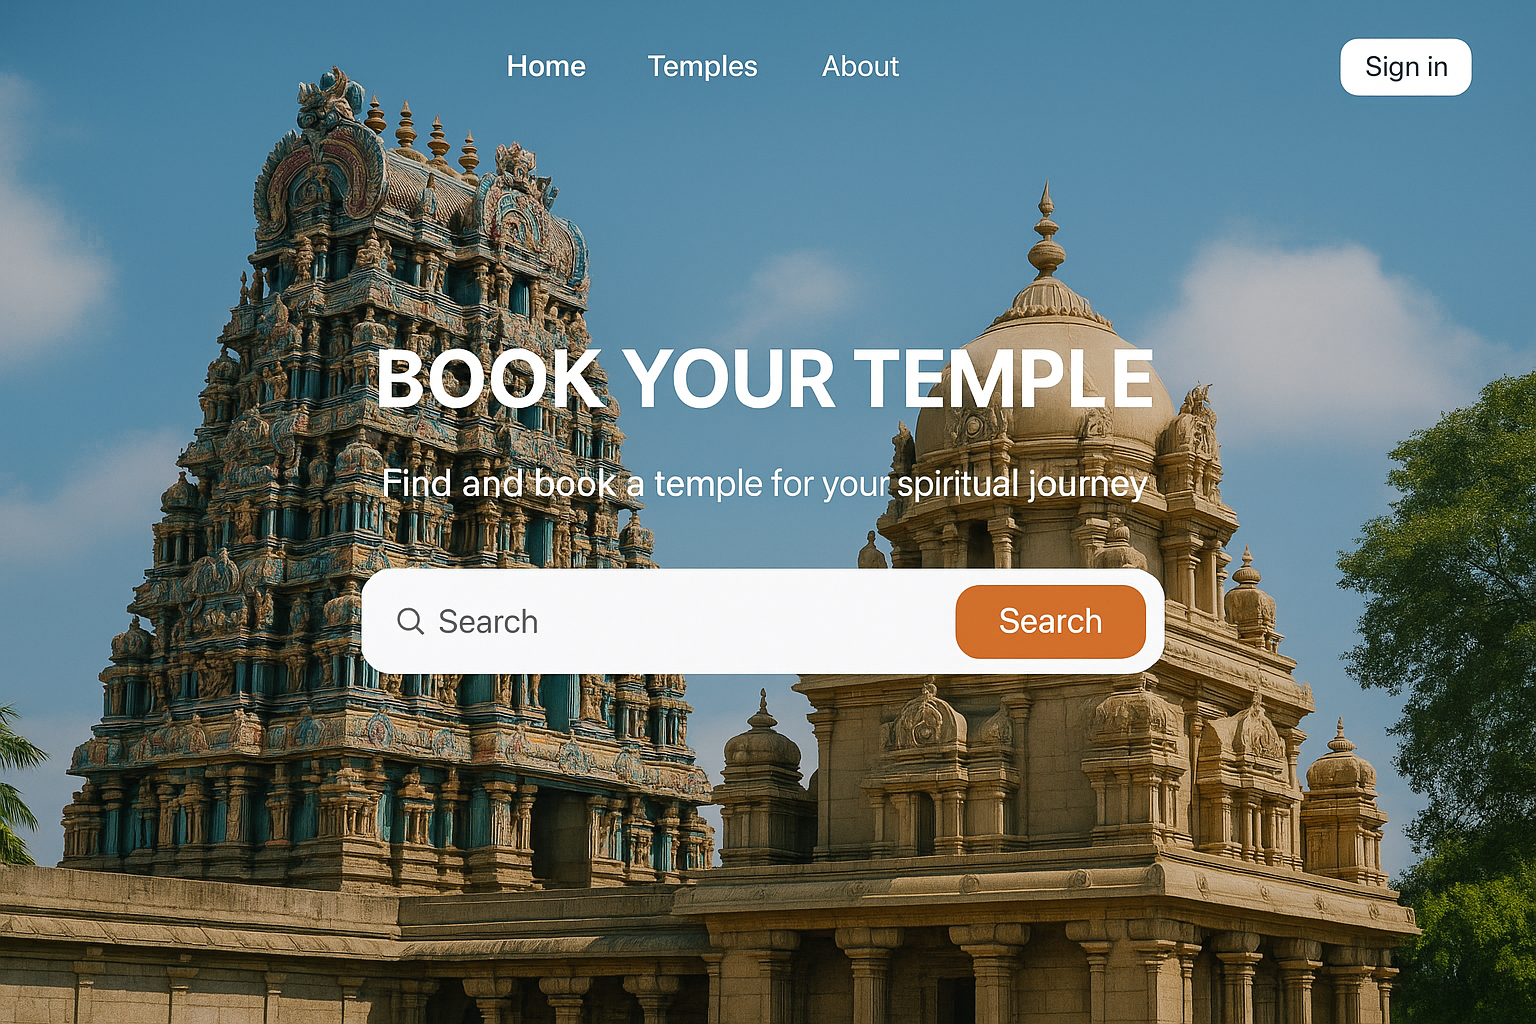 Home Temples About Sign in
BOOK YOUR TEMPLE
Find and book a temple for your spiritual journey
Search Search